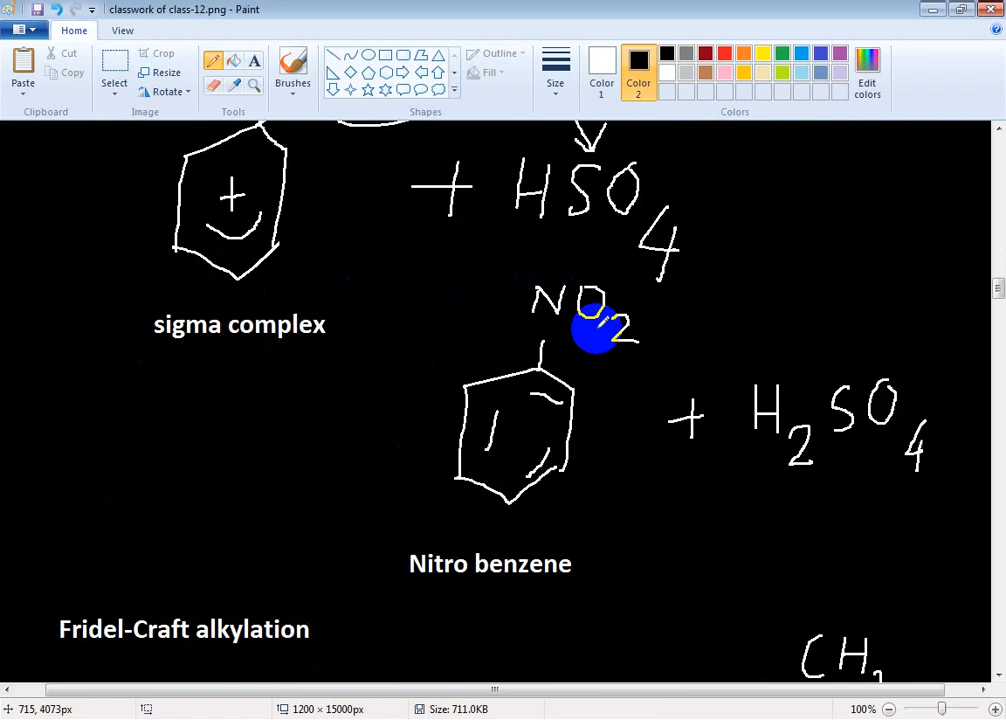 classwork of class-12.png - Paint
Home View
Paste Cut Copy
Select Crop Resize Rotate
Brushes
Outline Fill
Size
Color 1
Color 2
Edit colors
Clipboard Image Tools Shapes Colors
+
+ HSO4
sigma complex
NO2
+ H2SO4
Nitro benzene
Fridel-Craft alkylation
CH3
715, 4073px 1200 × 15000px Size: 711.0KB 100%